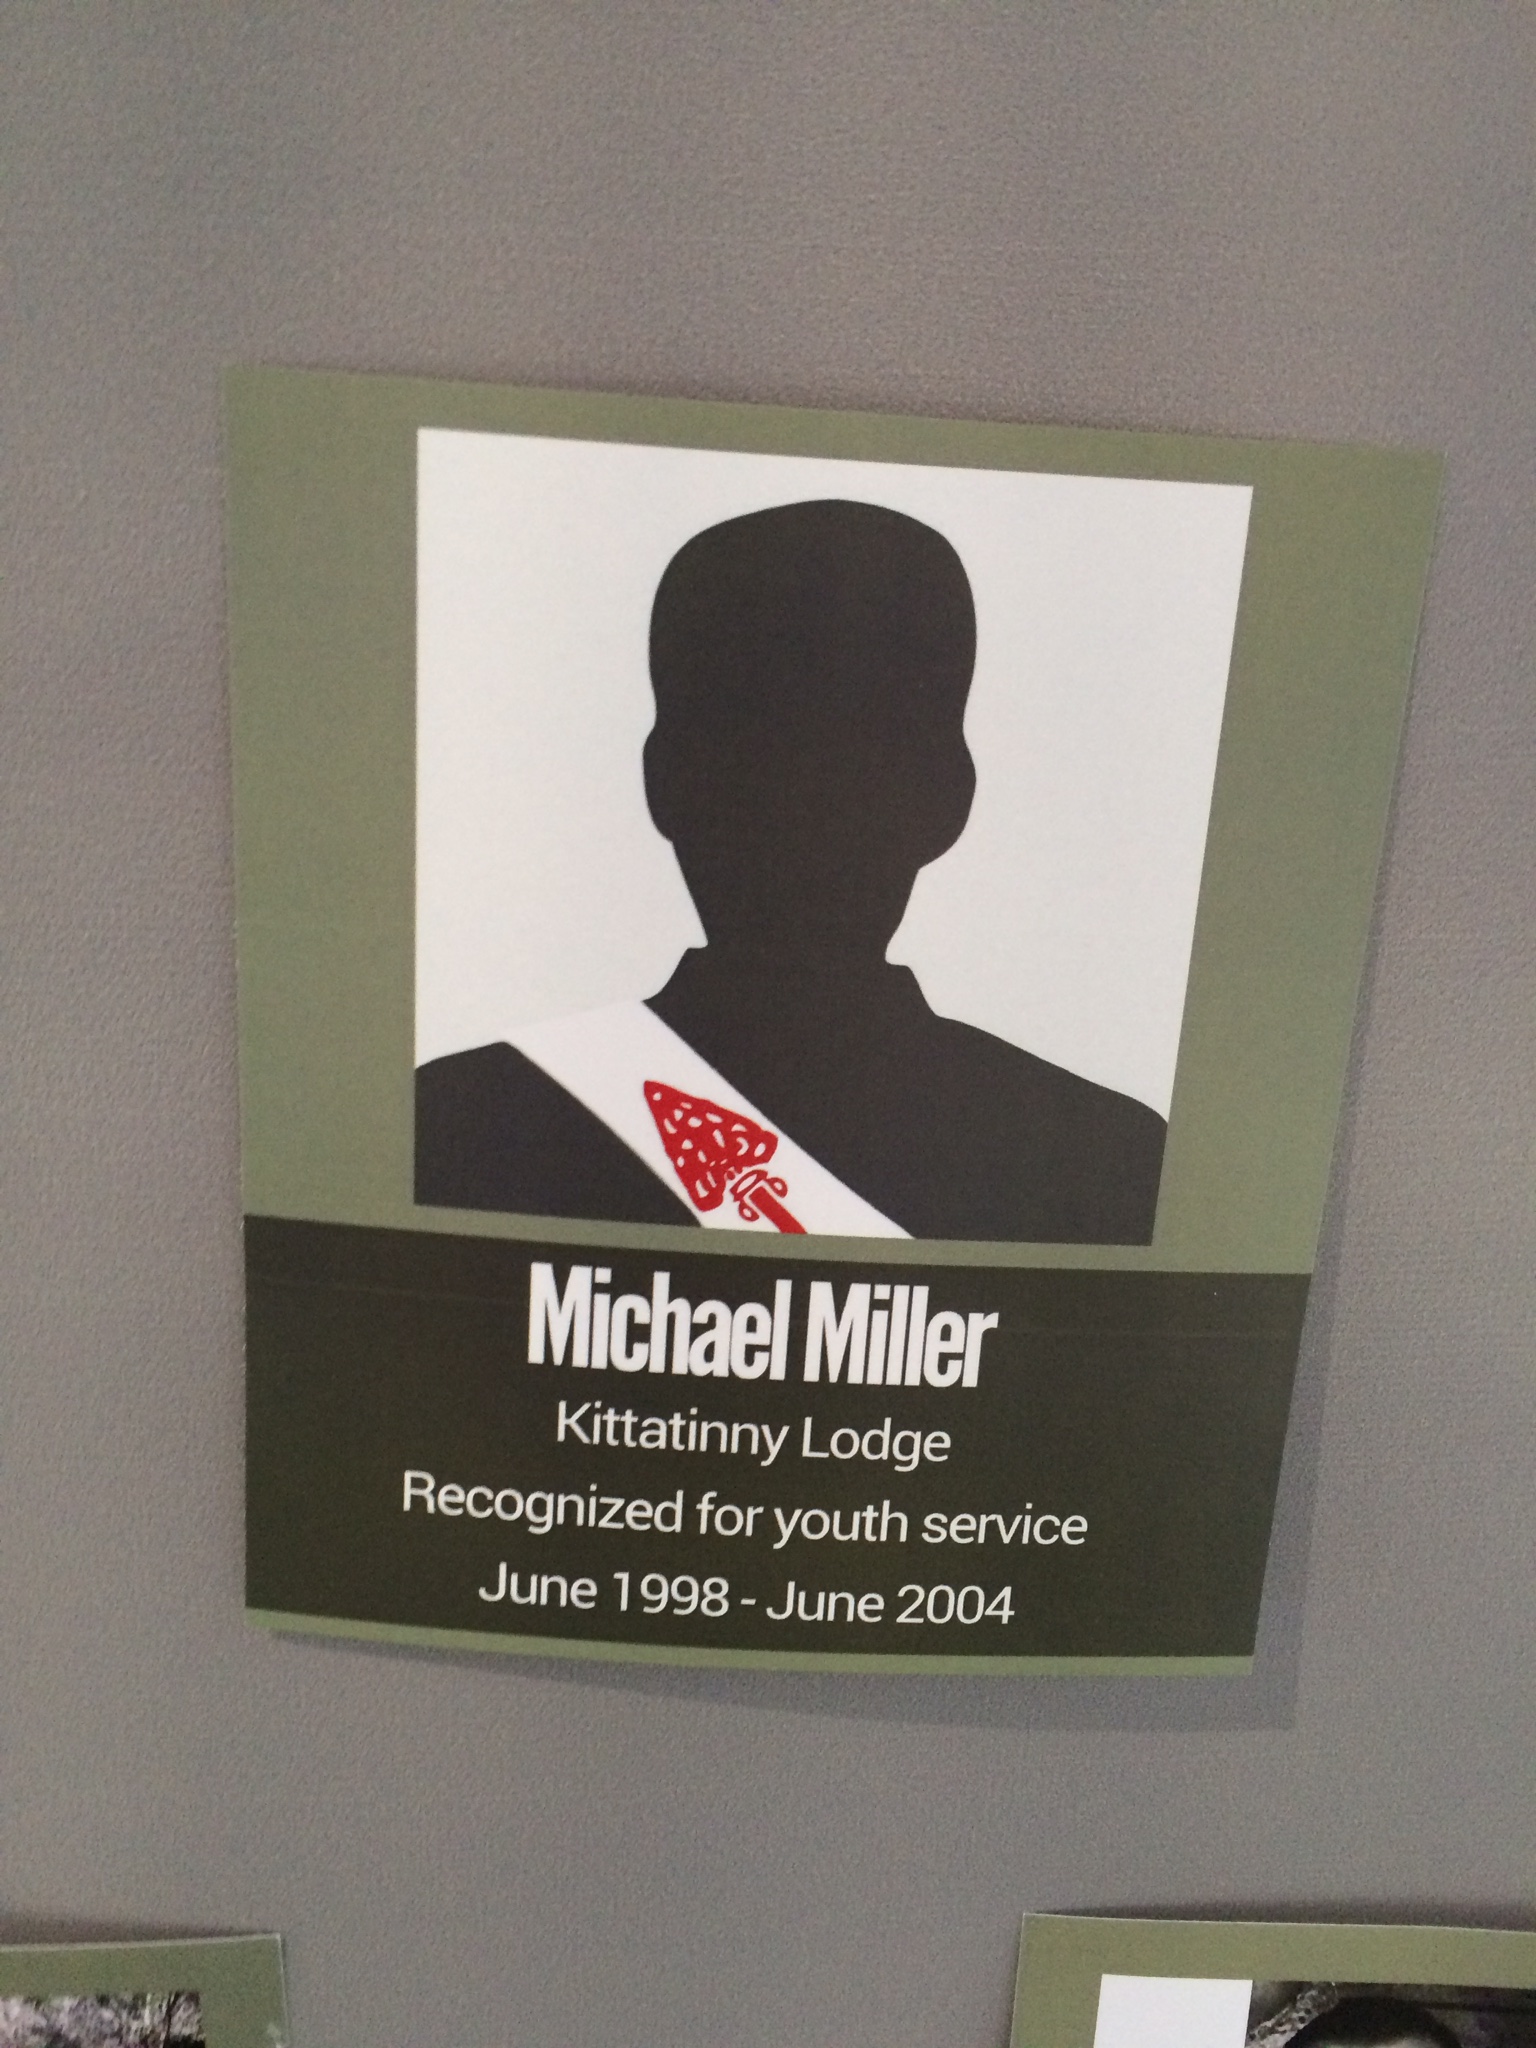 Michael Miller
Kittatinny Lodge
Recognized for youth service
June 1998 - June 2004